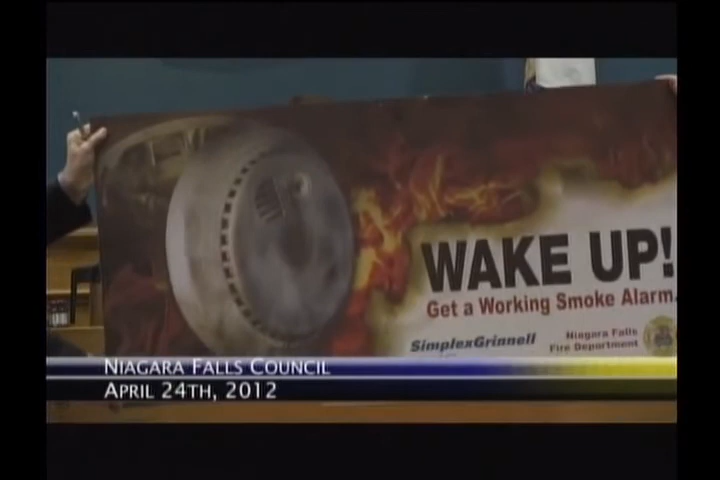 WAKE UP!
Get a Working Smoke Alarm.
SimplexGrinnell
Niagara Falls
Fire Department
NIAGARA FALLS COUNCIL
APRIL 24TH, 2012